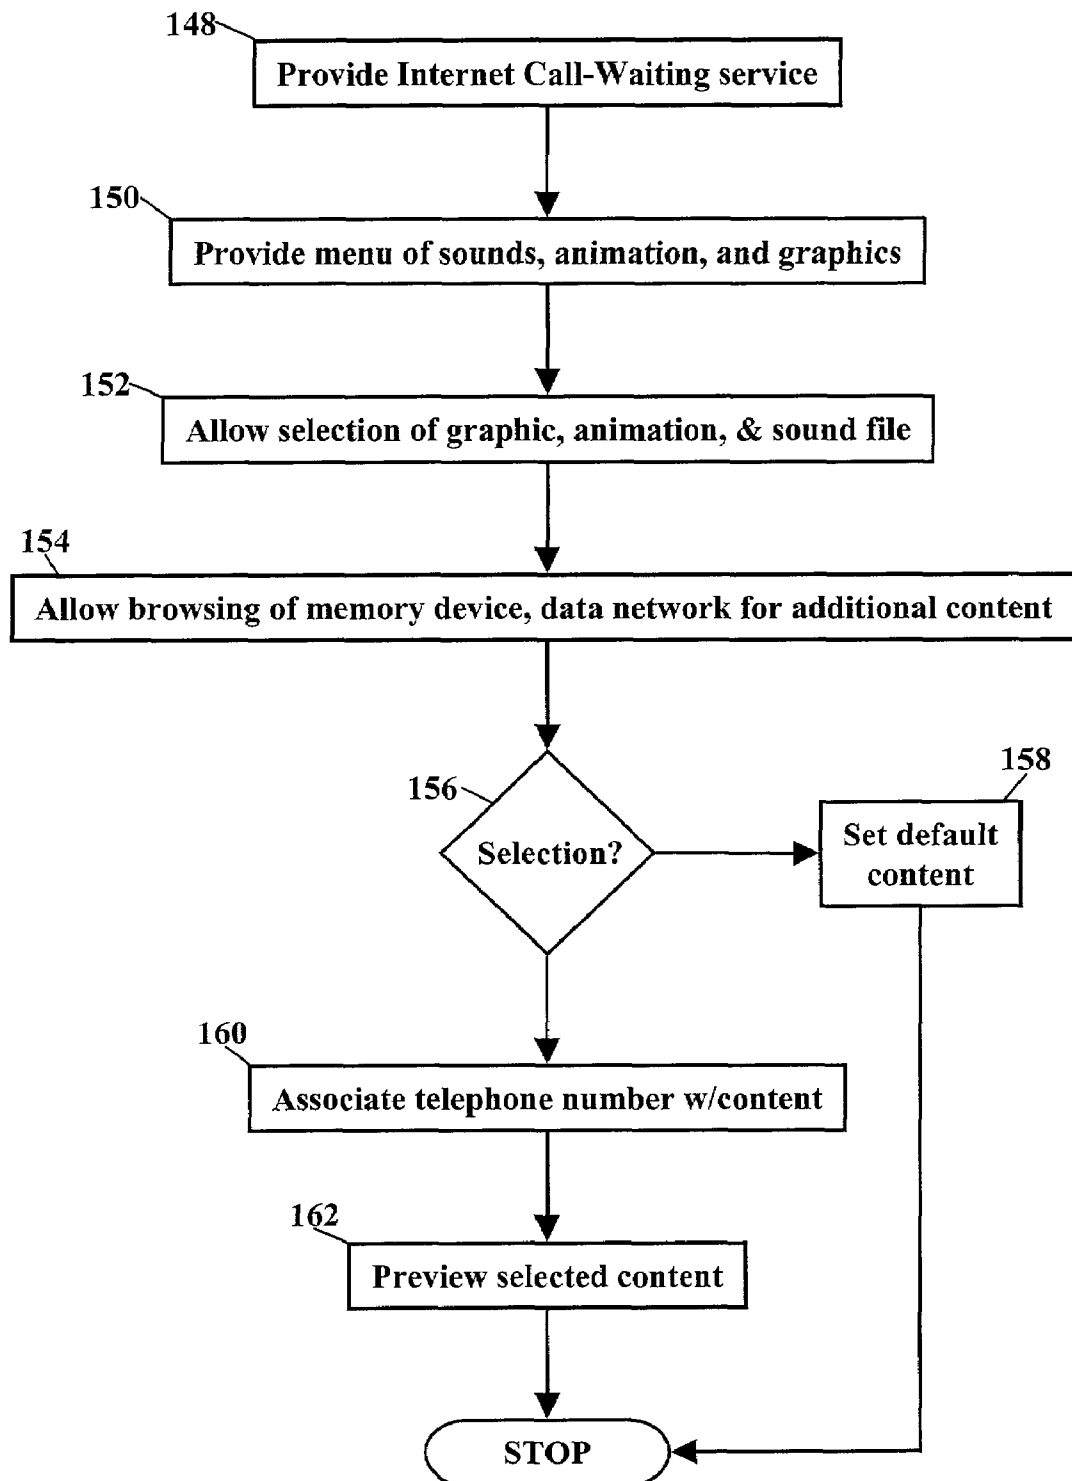 148
Provide Internet Call-Waiting service
150
Provide menu of sounds, animation, and graphics
152
Allow selection of graphic, animation, & sound file
154
Allow browsing of memory device, data network for additional content
156
Selection?
158
Set default
content
160
Associate telephone number w/content
162
Preview selected content
STOP